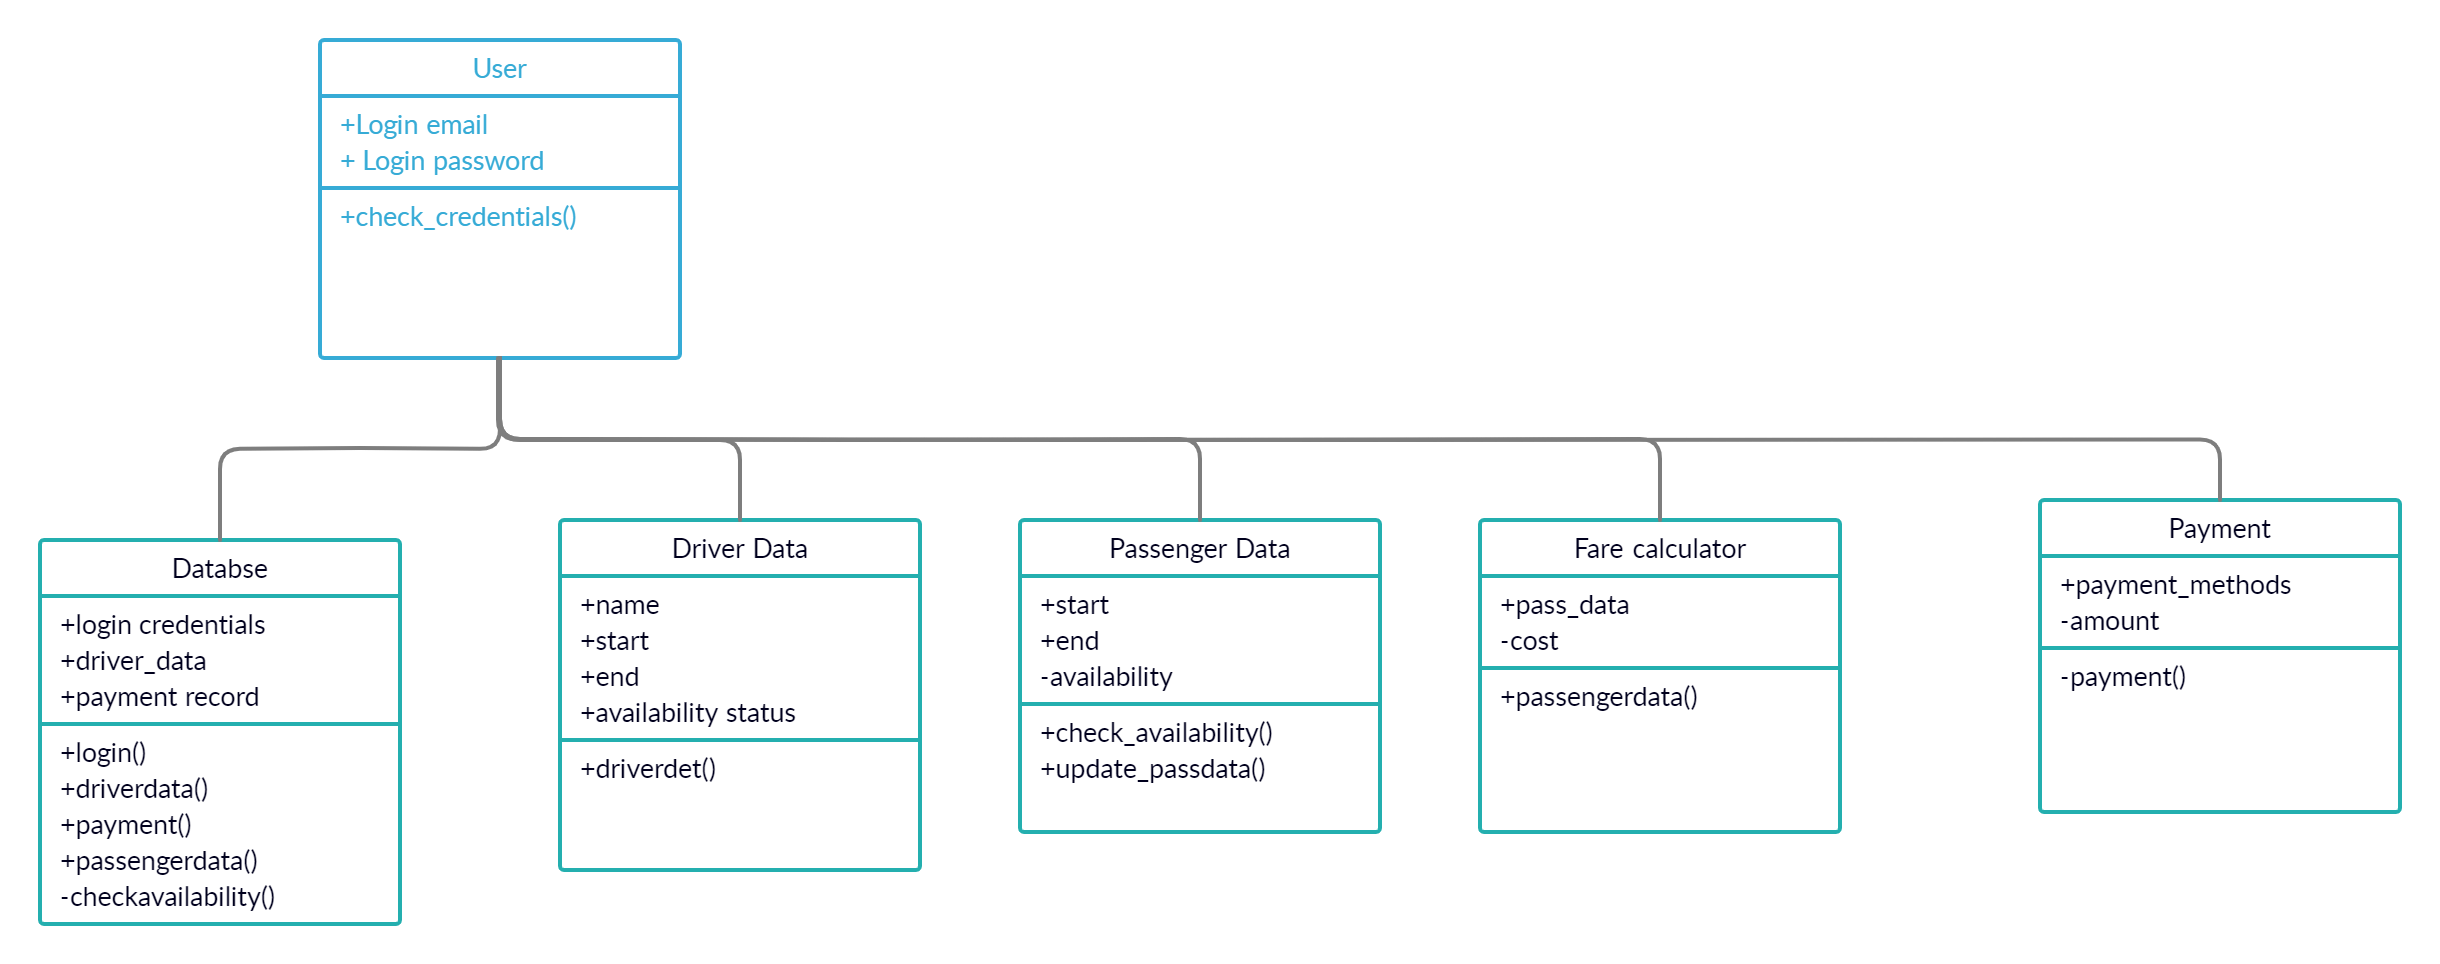 User
+Login email
+ Login password
+check_credentials()
Databse
+login credentials
+driver_data
+payment record
+login()
+driverdata()
+payment()
+passengerdata()
-checkavailability()
Driver Data
+name
+start
+end
+availability status
+driverdet()
Passenger Data
+start
+end
-availability
+check_availability()
+update_passdata()
Fare calculator
+pass_data
-cost
+passengerdata()
Payment
+payment_methods
-amount
-payment()